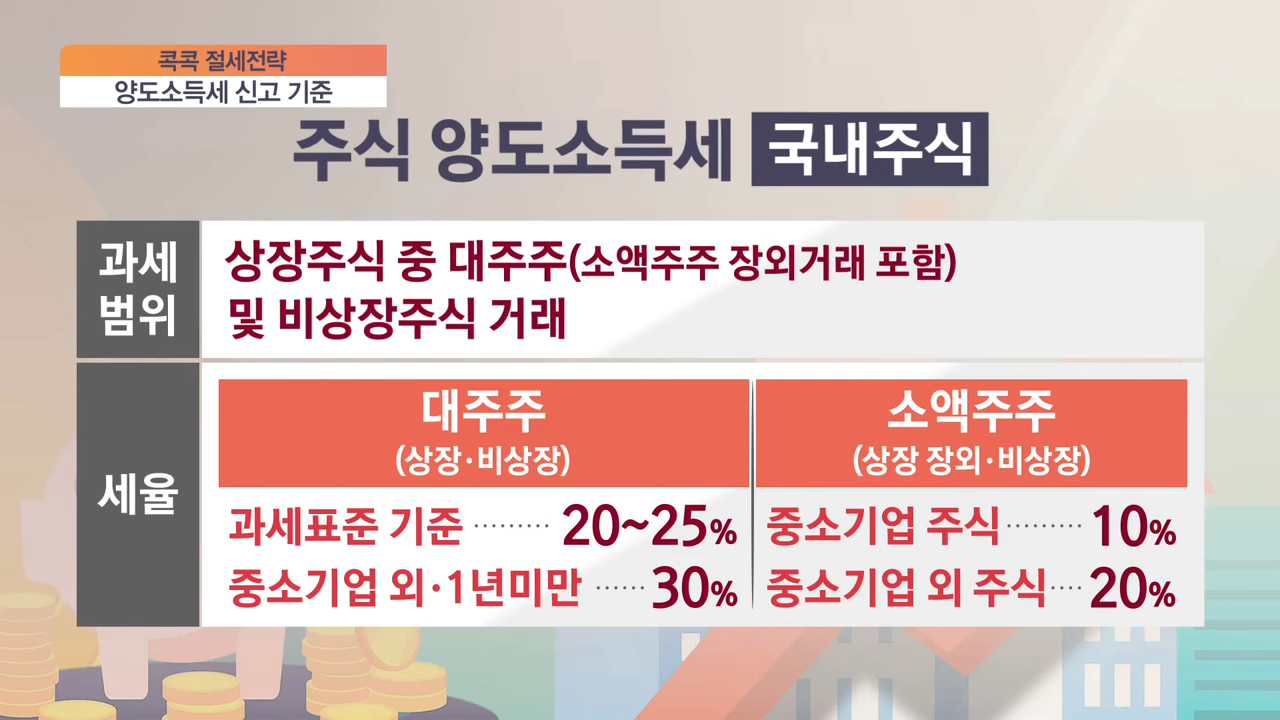 콕콕 절세전략
양도소득세 신고 기준
주식 양도소득세 국내주식
과세
범위
상장주식 중 대주주(소액주주 장외거래 포함)
및 비상장주식 거래
세율
대주주
(상장·비상장)
과세표준 기준 ········· 20~25%
중소기업 외·1년미만 ······ 30%
소액주주
(상장 장외·비상장)
중소기업 주식 ········· 10%
중소기업 외 주식 ···· 20%